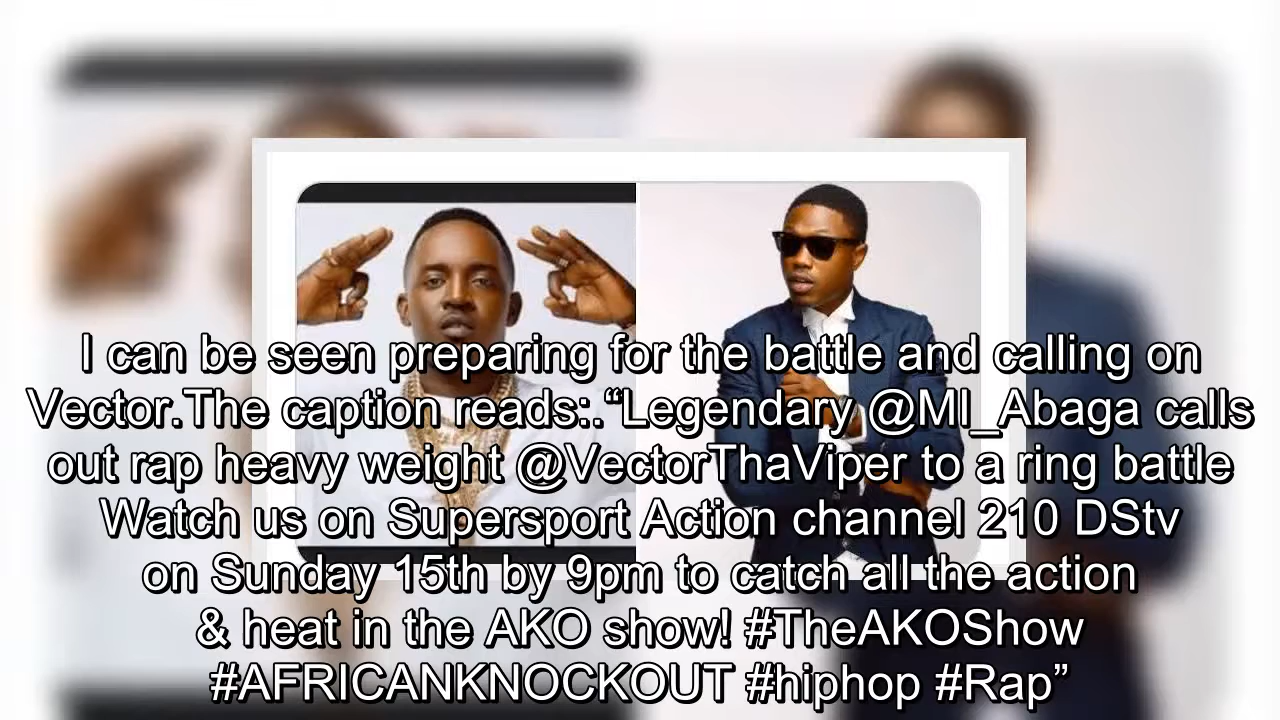 I can be seen preparing for the battle and calling on
Vector.The caption reads:.“Legendary @MI_Abaga calls
out rap heavy weight @VectorThaViper to a ring battle
Watch us on Supersport Action channel 210 DStv
on Sunday 15th by 9pm to catch all the action
& heat in the AKO show! #TheAKOShow
#AFRICANKNOCKOUT #hiphop #Rap”